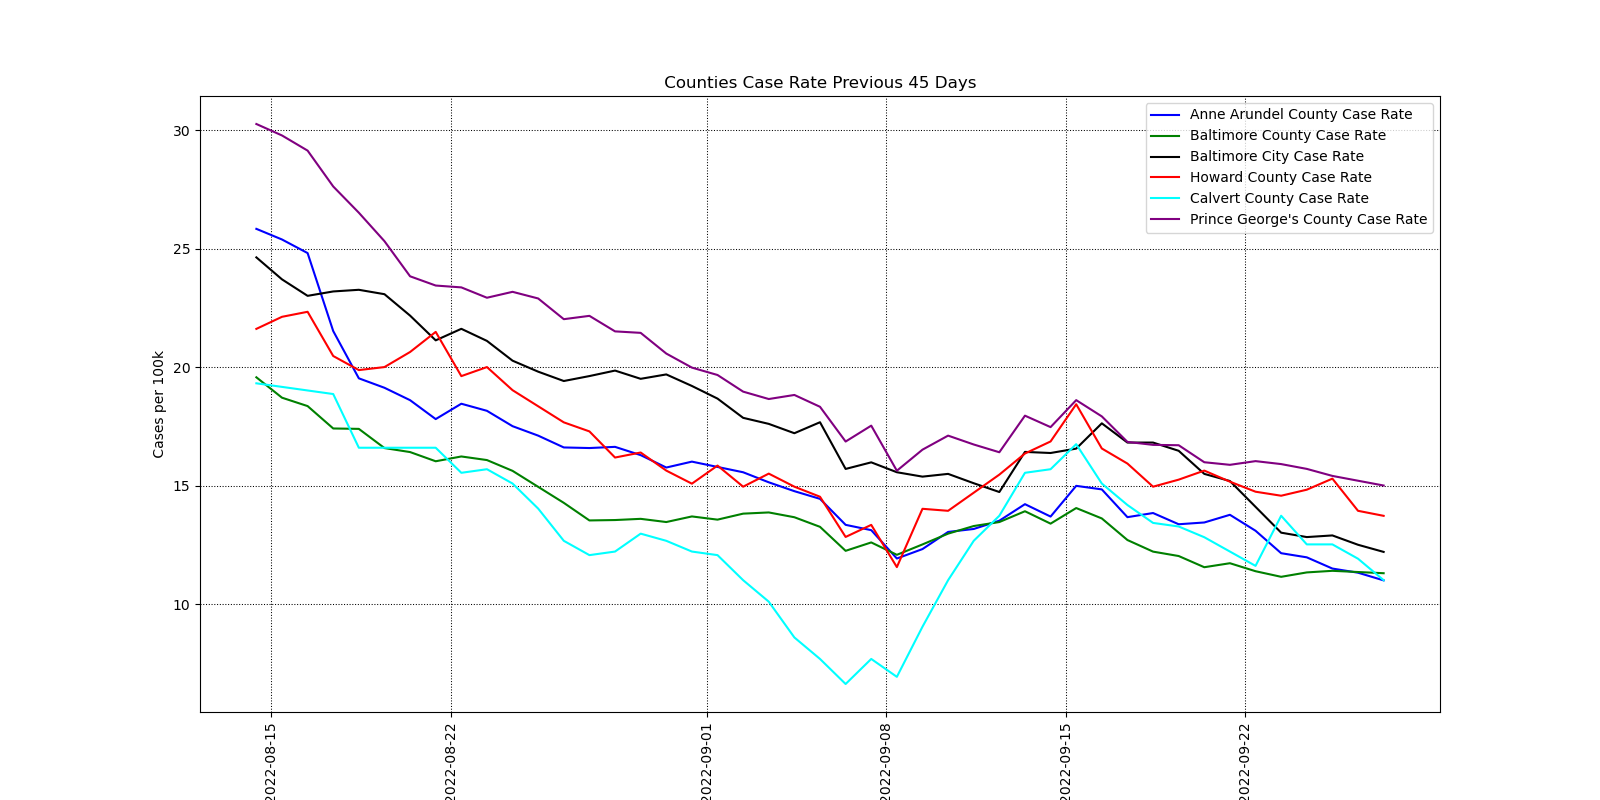 Counties Case Rate Previous 45 Days
Anne Arundel County Case Rate
Baltimore County Case Rate
Baltimore City Case Rate
Howard County Case Rate
Calvert County Case Rate
Prince George's County Case Rate
Cases per 100k
30
25
20
15
10
2022-08-15
2022-08-22
2022-09-01
2022-09-08
2022-09-15
2022-09-22